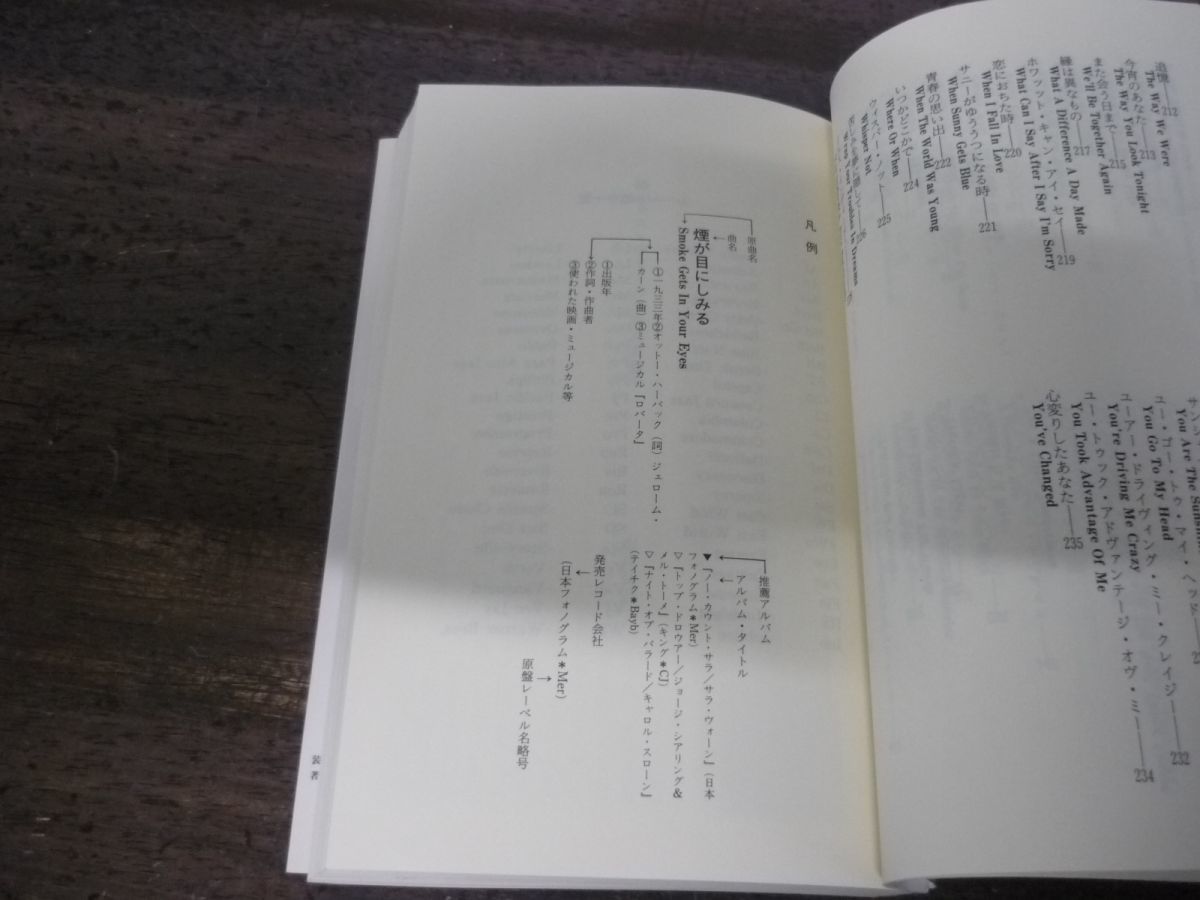 追憶——212
The Way We Were
今宵のあなた——213
The Way You Look Tonight
また会う日まで——215
We'll Be Together Again
縁は異なもの——217
What A Difference A Day Made
ホワット・キャン・アイ・セイ——219
What Can I Say After I Say I'm Sorry
恋におちた時——220
When I Fall In Love
サニーがゆううつになる時——221
When Sunny Gets Blue
青春の思い出——222
When The World Was Young
いつかどこかで——224
Where Or When
ウィスパー・ノット——225
Whisper Not
226
Wrap Your Troubles In Dreams
You Are The
ユー・ゴー・トゥ・マイ・ヘッド——232
You Go To My Head
ユーアー・ドライヴィング・ミー・クレイジー——
You're Driving Me Crazy
ユー・トゥック・アドヴァンテージ・オヴ・ミー——234
You Took Advantage Of Me
心変りしたあなた——235
You've Changed
凡例
原曲名
曲名
煙が目にしみる
Smoke Gets In Your Eyes
①一九三三年②オットー・ハーバック(詞)ジェローム・
カーン(曲)③ミュージカル『ロバータ』
①出版年
②作詞・作曲者
③使われた映画・ミュージカル等
推薦アルバム
アルバム・タイトル
▼『ノー・カウント・サラ/サラ・ヴォーン』(日本
フォノグラム*Mer)
▽『トップ・ドロウアー/ジョージ・シアリング&
メル・トーメ』(キング*CJ)
▽『ナイト・オブ・バラード/キャロル・スローン』
(テイチク*Bayb)
発売レコード会社
(日本フォノグラム*Mer)
原盤レーベル名略号
装
著